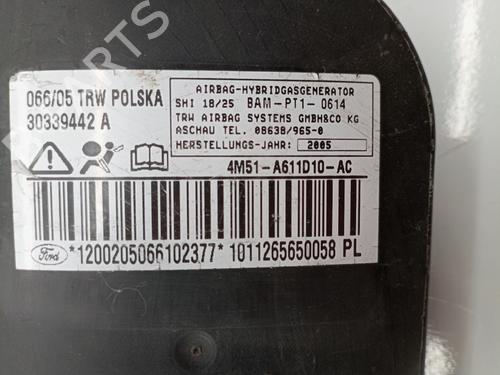 066/05 TRW POLSKA
30339442 A
AIRBAG-HYBRIDGASGENERATOR
SHI 18/25 BAM-PT1-0614
TRW AIRBAG SYSTEMS GMBH&CO KG
ASCHAU TEL. 08638/965-0
HERSTELLUNGS-JAHR: 2005
4M51-A611D10-AC
Ford *1200205066102377* 1011265650058 PL